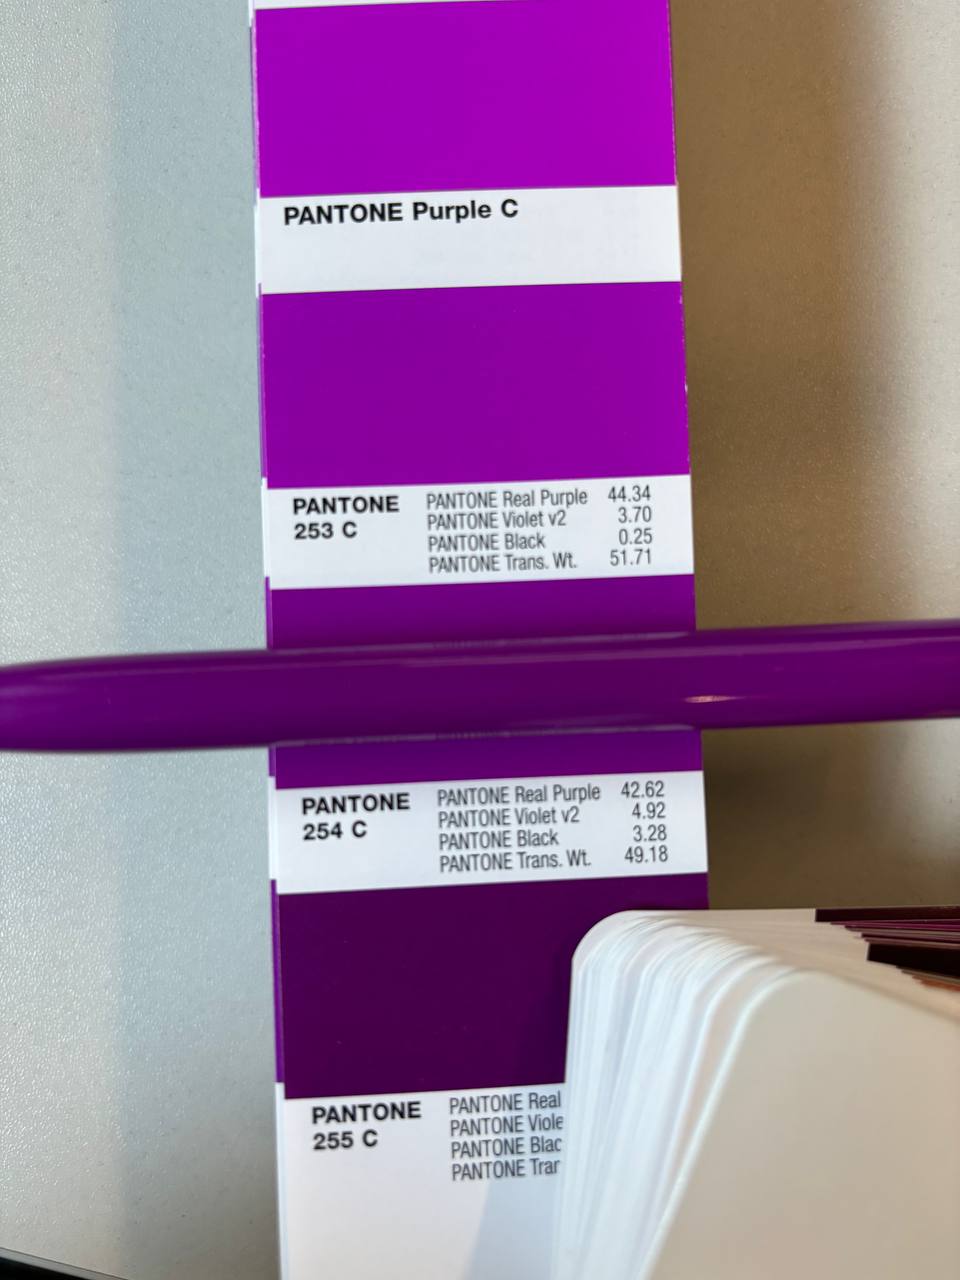 PANTONE Purple C
PANTONE
253 C
PANTONE Real Purple 44.34
PANTONE Violet v2 3.70
PANTONE Black 0.25
PANTONE Trans. Wt. 51.71
PANTONE
254 C
PANTONE Real Purple 42.62
PANTONE Violet v2 4.92
PANTONE Black 3.28
PANTONE Trans. Wt. 49.18
PANTONE
255 C
PANTONE Real
PANTONE Viole
PANTONE Blac
PANTONE Tran